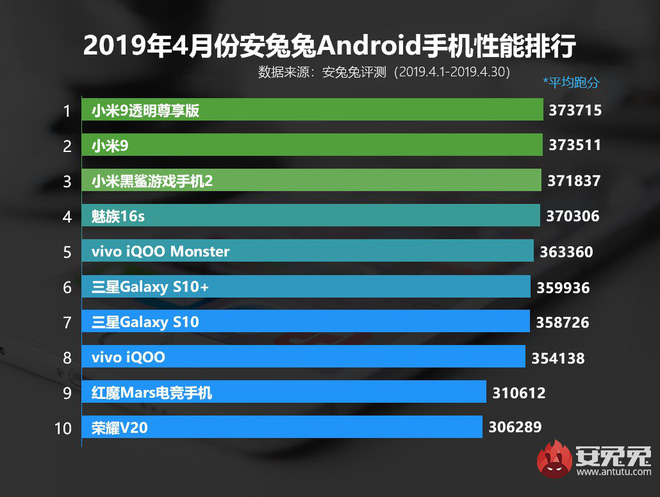 2019年4月份安兔兔Android手机性能排行
数据来源：安兔兔评测（2019.4.1-2019.4.30）
*平均跑分
1 小米9透明尊享版 373715
2 小米9 373511
3 小米黑鲨游戏手机2 371837
4 魅族16s 370306
5 vivo iQOO Monster 363360
6 三星Galaxy S10+ 359936
7 三星Galaxy S10 358726
8 vivo iQOO 354138
9 红魔Mars电竞手机 310612
10 荣耀V20 306289
安兔兔
www.antutu.com